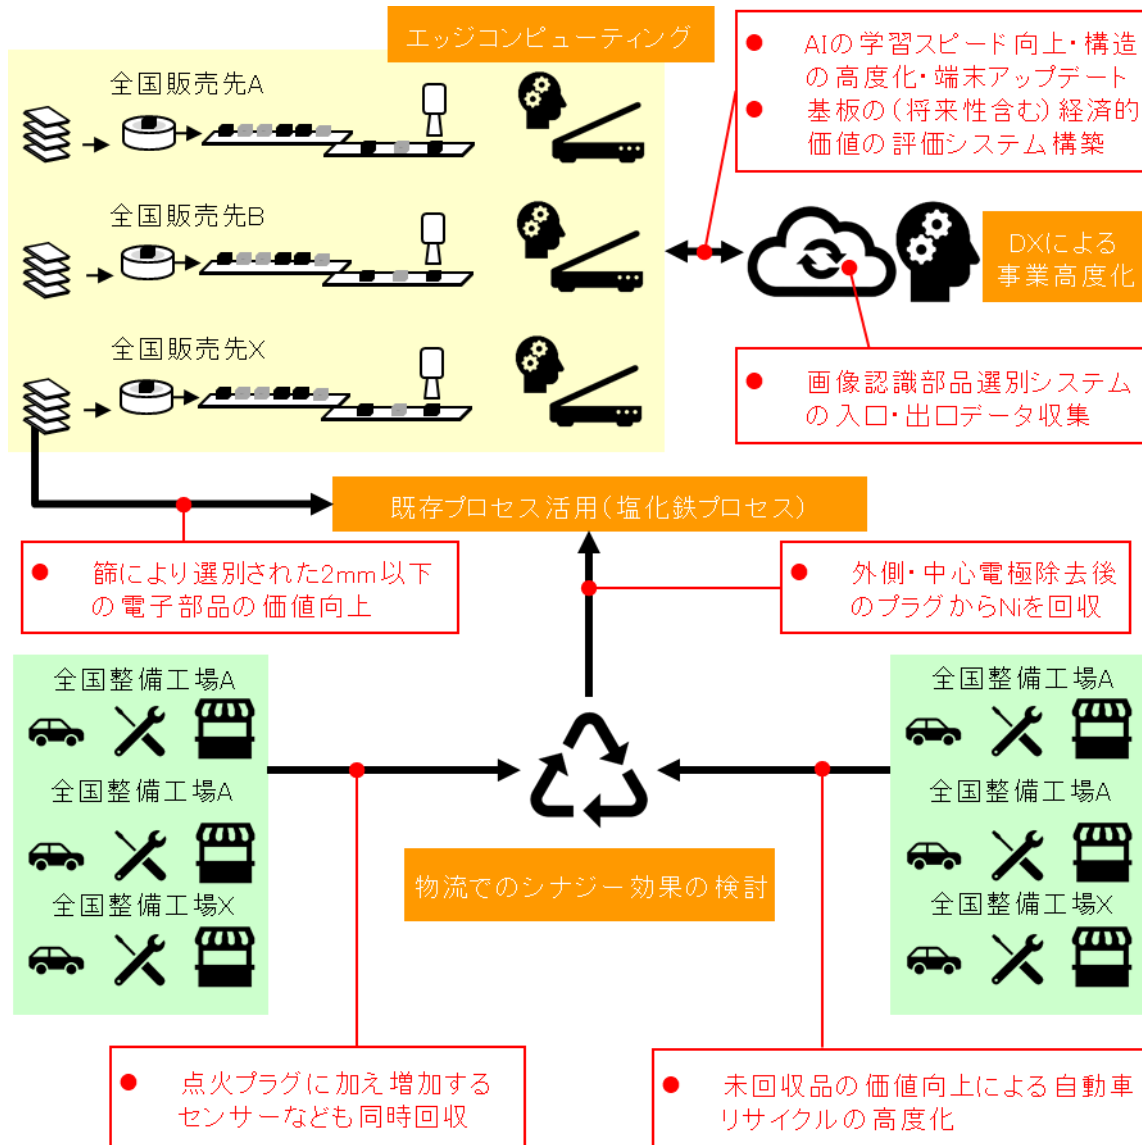 エッジコンピューティング
全国販売先A
全国販売先B
全国販売先X
● AIの学習スピード向上・構造
の高度化・端末アップデート
● 基板の(将来性含む)経済的
価値の評価システム構築
DXによる
事業高度化
● 画像認識部品選別システム
の入口・出口データ収集
既存プロセス活用(塩化鉄プロセス)
● 篩により選別された2mm以下
の電子部品の価値向上
● 外側・中心電極除去後
のプラグからNiを回収
全国整備工場A
全国整備工場A
全国整備工場X
全国整備工場A
全国整備工場A
全国整備工場X
物流でのシナジー効果の検討
● 点火プラグに加え増加する
センサーなども同時回収
● 未回収品の価値向上による自動車
リサイクルの高度化